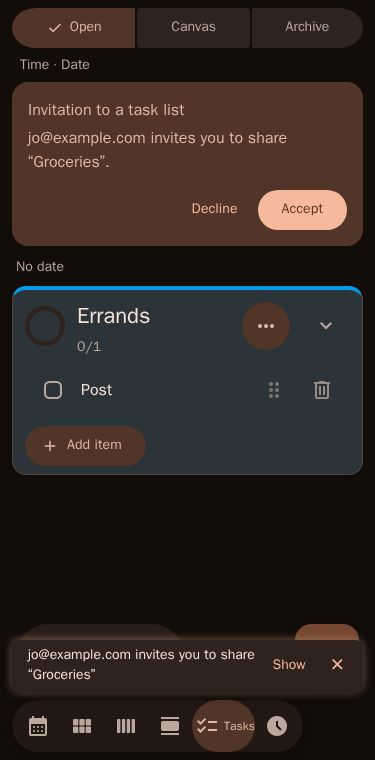 Open
Canvas
Archive
Time · Date
Invitation to a task list
jo@example.com invites you to share
“Groceries”.
Decline
Accept
No date
Errands
0/1
Post
Add item
jo@example.com invites you to share
“Groceries”
Show
Tasks